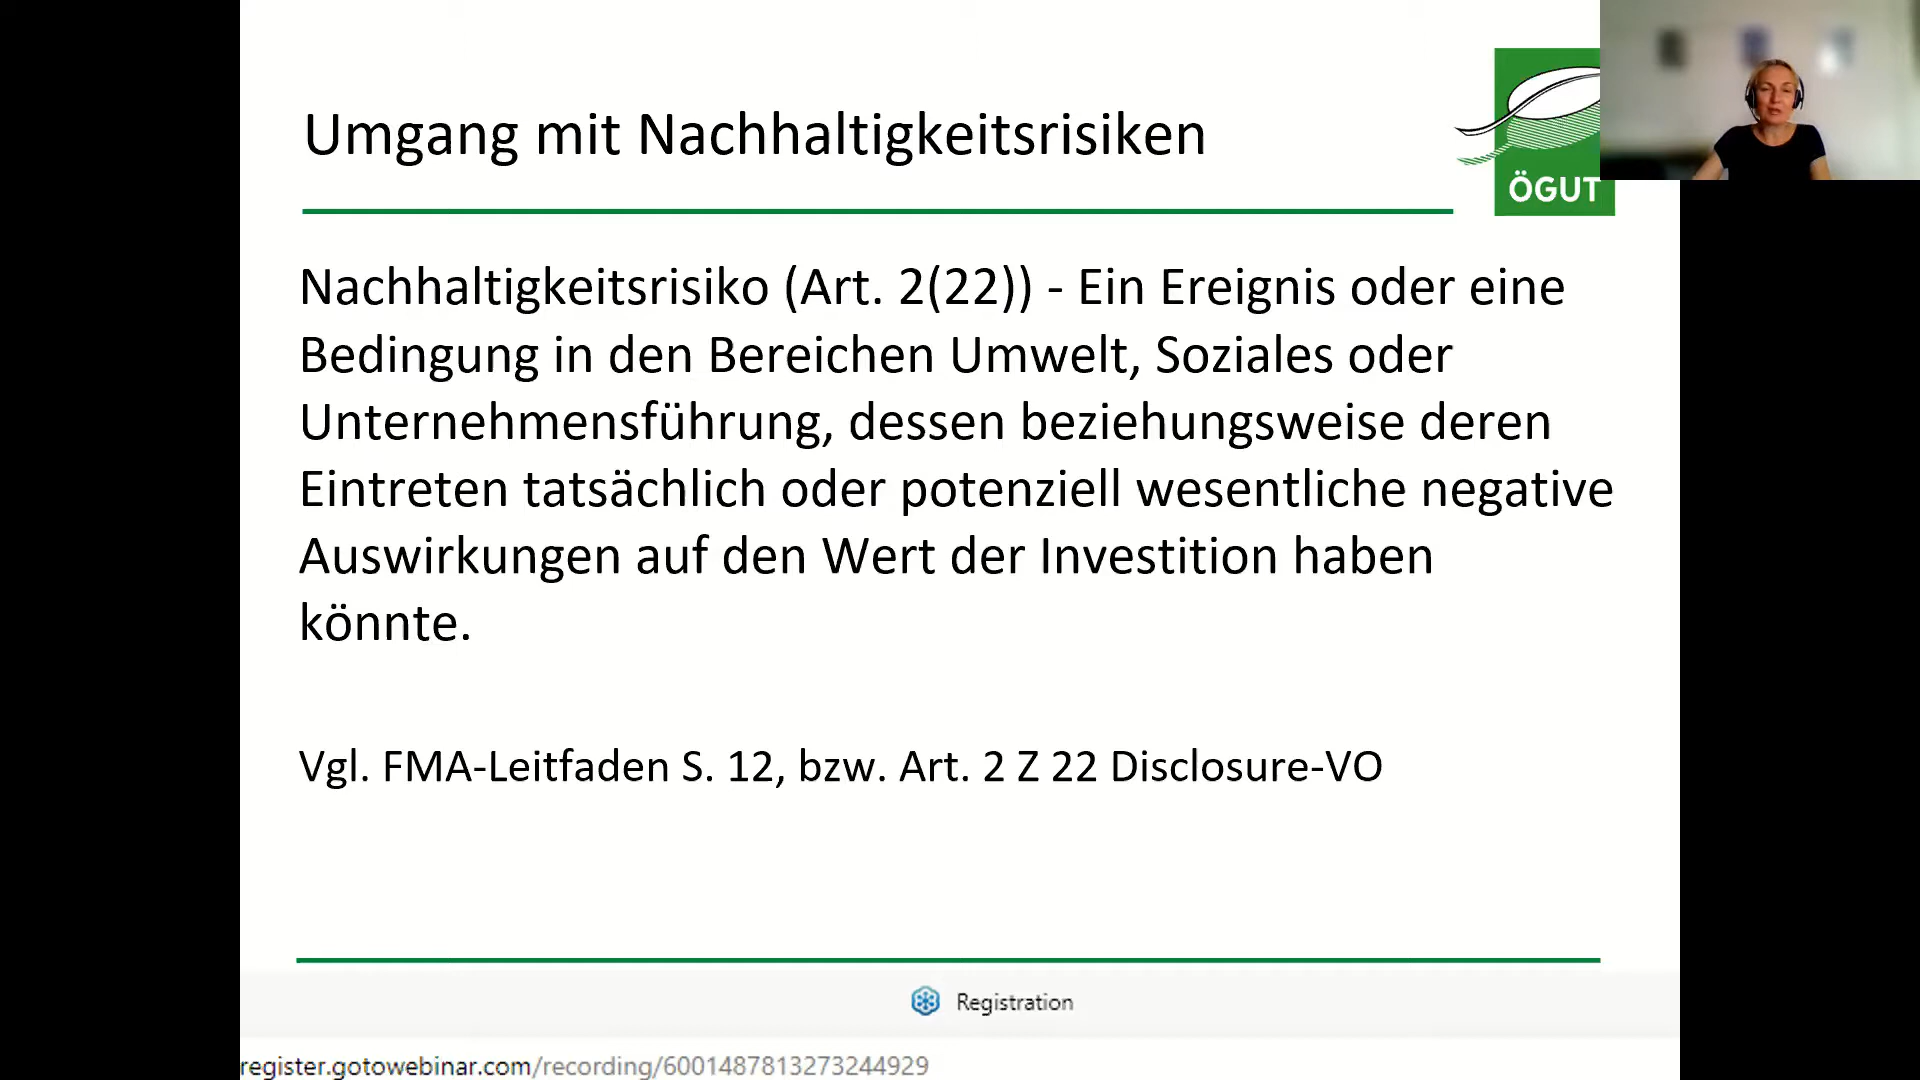 Umgang mit Nachhaltigkeitsrisiken
ÖGUT
Nachhaltigkeitsrisiko (Art. 2(22)) - Ein Ereignis oder eine
Bedingung in den Bereichen Umwelt, Soziales oder
Unternehmensführung, dessen beziehungsweise deren
Eintreten tatsächlich oder potenziell wesentliche negative
Auswirkungen auf den Wert der Investition haben
könnte.
Vgl. FMA-Leitfaden S. 12, bzw. Art. 2 Z 22 Disclosure-VO
Registration
register.gotowebinar.com/recording/6001487813273244929